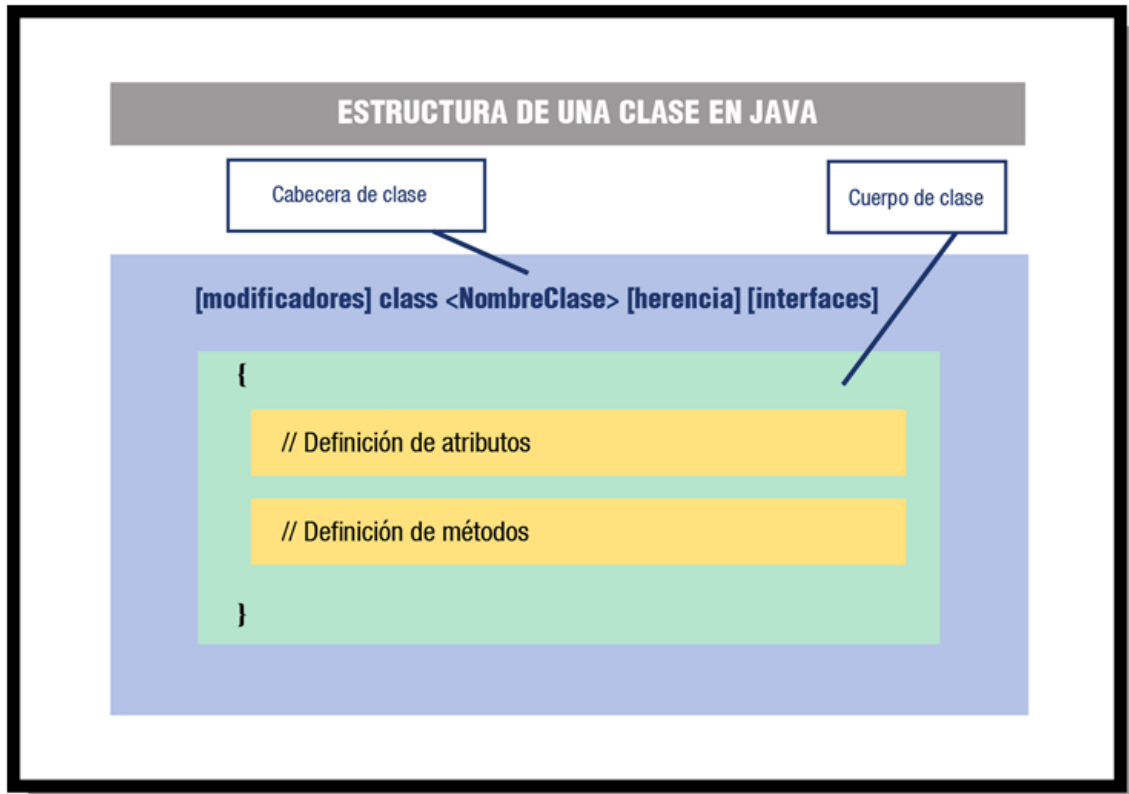 ESTRUCTURA DE UNA CLASE EN JAVA
Cabecera de clase
Cuerpo de clase
[modificadores] class <NombreClase> [herencia] [interfaces]
{
// Definición de atributos
// Definición de métodos
}